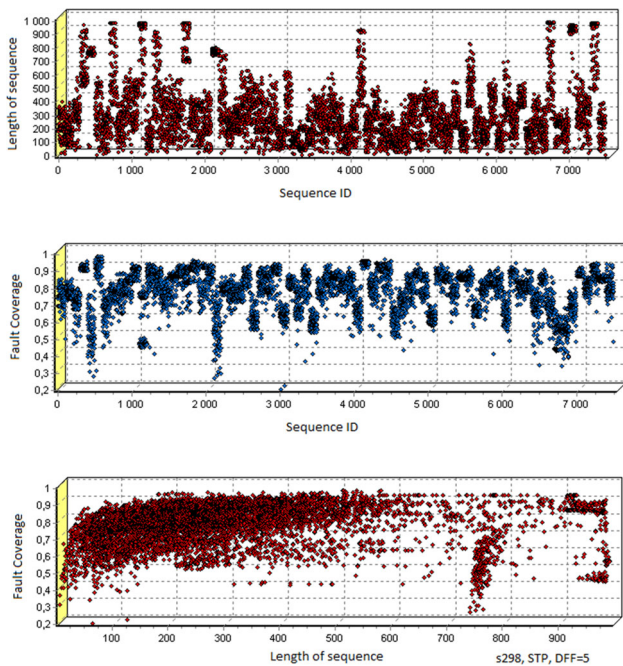 1 000
900
800
700
600
500
400
300
200
100
0
Length of sequence
0 1 000 2 000 3 000 4 000 5 000 6 000 7 000
Sequence ID
1
0,9
0,8
0,7
0,6
0,5
0,4
0,3
0,2
Fault Coverage
0 1 000 2 000 3 000 4 000 5 000 6 000 7 000
Sequence ID
1
0,9
0,8
0,7
0,6
0,5
0,4
0,3
0,2
Fault Coverage
100 200 300 400 500 600 700 800 900
Length of sequence
s298, STP, DFF=5